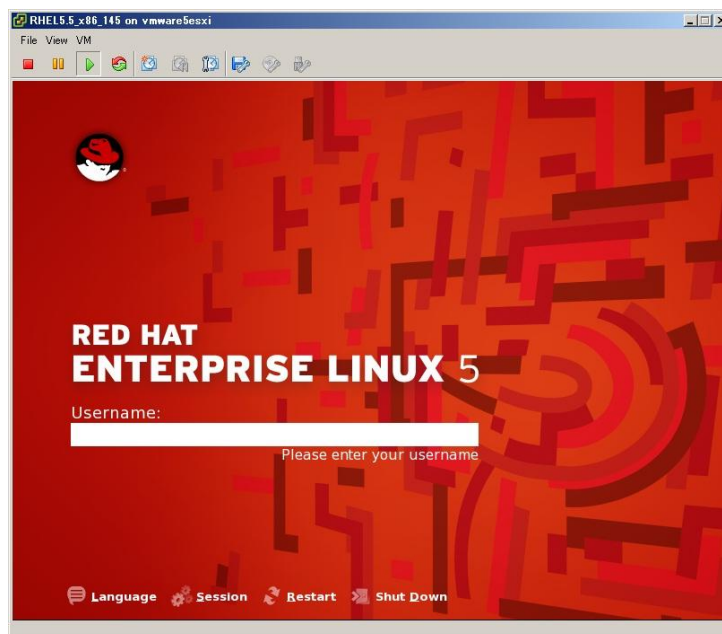 RHEL5.5_x86_145 on vmware5esxi
File View VM
RED HAT
ENTERPRISE LINUX 5
Username:
Please enter your username
Language Session Restart Shut Down